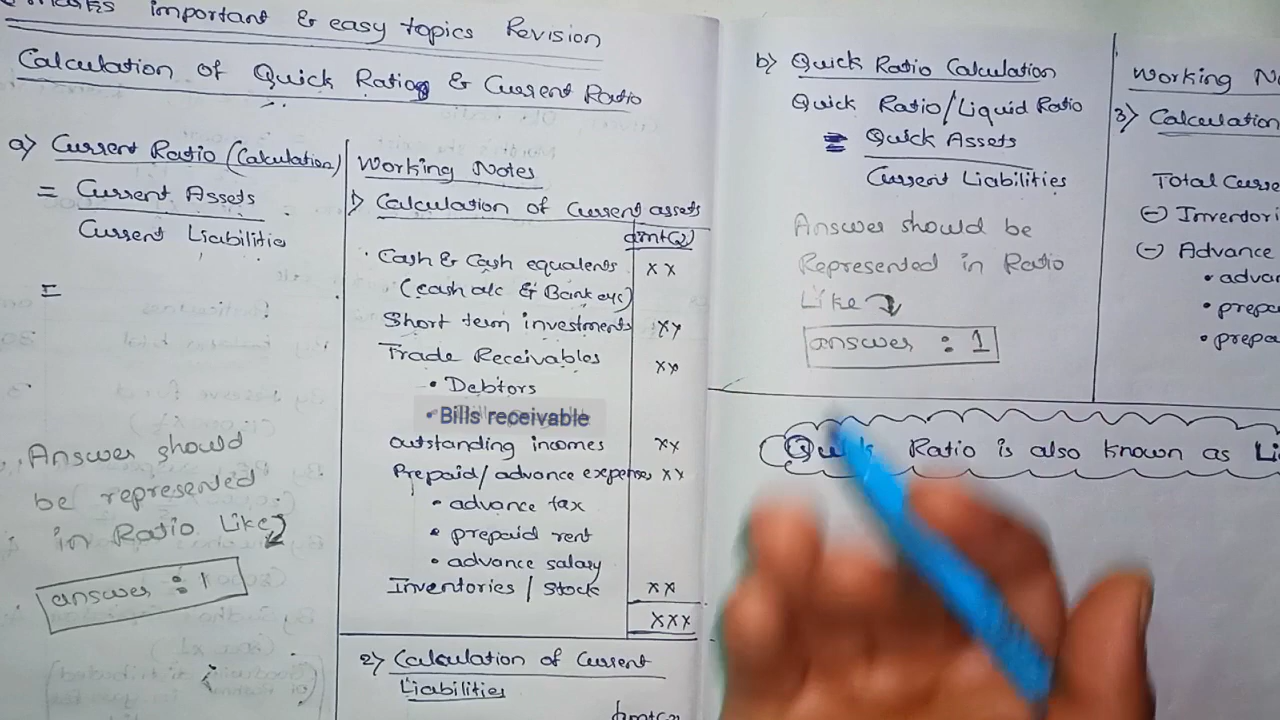 important & easy topics Revision
Calculation of Quick Ratio & Current Ratio
a) Current Ratio (Calculation)
= Current Assets
Current Liabilitie
=
Answer should
be represented
in Ratio Like
answer : 1
Working Notes
1) Calculation of Current assets
amt(₹)
Cash & Cash equalents xx
(cash a/c & Bank etc)
Short term investments xx
Trade Receivables xx
• Debtors
• Bills receivable
Outstanding incomes xx
Prepaid/advance expenses xx
• advance tax
• prepaid rent
• advance salary
Inventories / Stock xx
xxx
2) Calculation of Current
Liabilities
b) Quick Ratio Calculation
Quick Ratio/Liquid Ratio
= Quick Assets
Current Liabilities
Answer should be
Represented in Ratio
Like
answer : 1
Working N
3) Calculation
Total Curre
(-) Inventori
(-) Advance
• advan
• prepa
• prepa
Quick Ratio is also known as Li